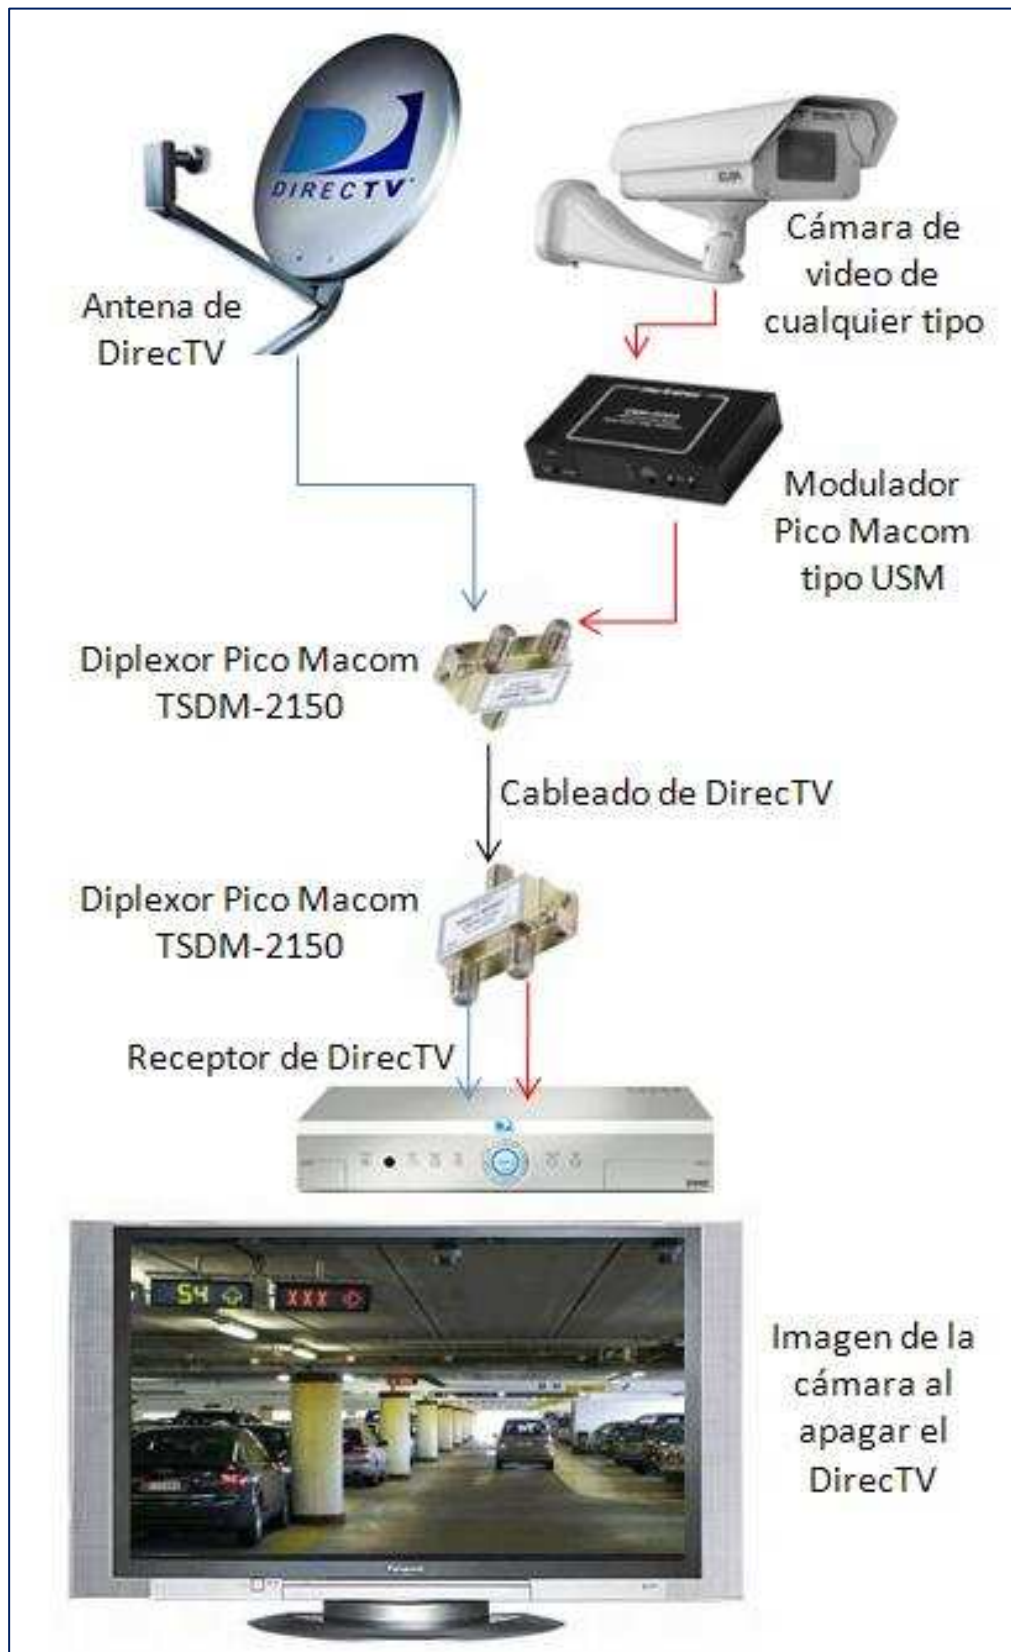 DIRECTV
Antena de
DirecTV
Cámara de
video de
cualquier tipo
Modulador
Pico Macom
tipo USM
Diplexor Pico Macom
TSDM-2150
Cableado de DirecTV
Diplexor Pico Macom
TSDM-2150
Receptor de DirecTV
54
XXX
Imagen de la
cámara al
apagar el
DirecTV